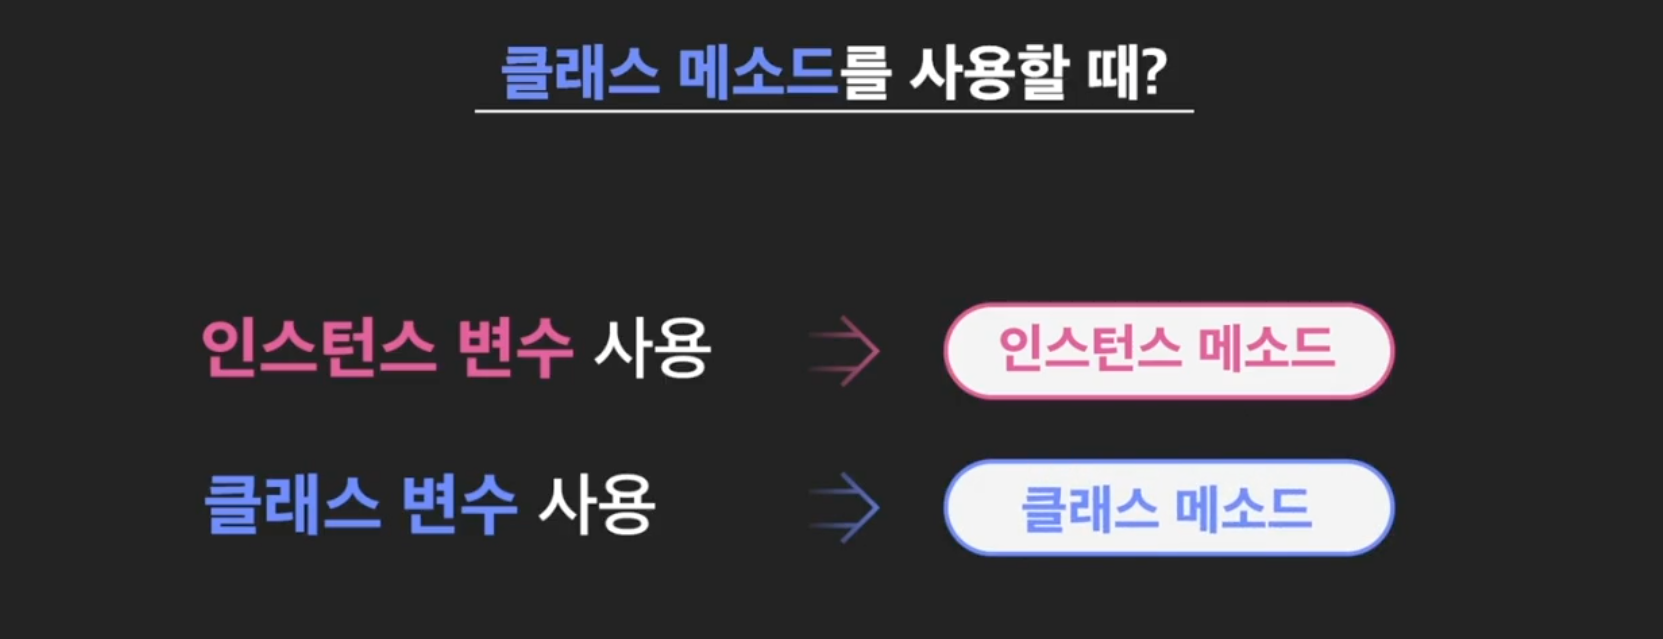 클래스 메소드를 사용할 때?
인스턴스 변수 사용
인스턴스 메소드
클래스 변수 사용
클래스 메소드